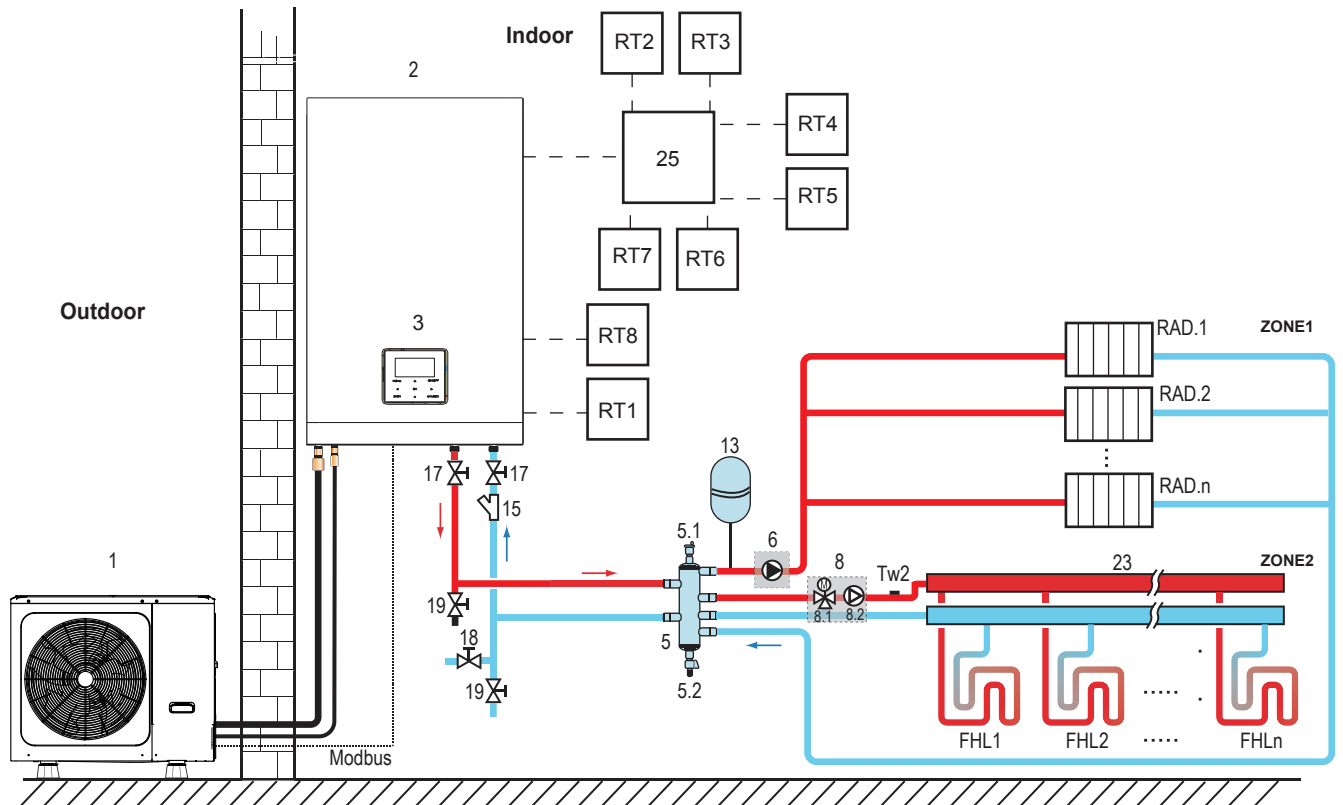 Indoor
RT2
RT3
2
RT4
25
RT5
RT7
RT6
Outdoor
3
RT8
RT1
RAD.1
ZONE1
RAD.2
17
17
13
RAD.n
15
5.1
6
1
8
Tw2
23
ZONE2
M
8.1
8.2
19
18
5
19
5.2
FHL1
FHL2
.....
FHLn
Modbus